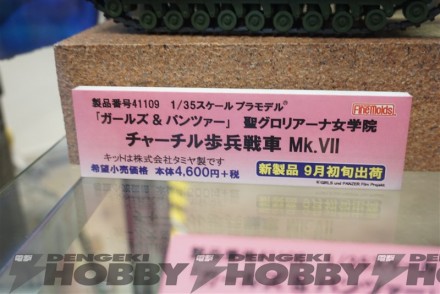 製品番号41109 1/35スケール プラモデル®
FineMolds
「ガールズ&パンツァー」 聖グロリアーナ女学院
チャーチル歩兵戦車 Mk.VII
キットは株式会社タミヤ製です
希望小売価格 本体4,600円+税
新製品 9月初旬出荷
© GIRLS und PANZER Film Projekt
電撃 DENGEKI HOBBY
電撃 DENGEKI HOBBY